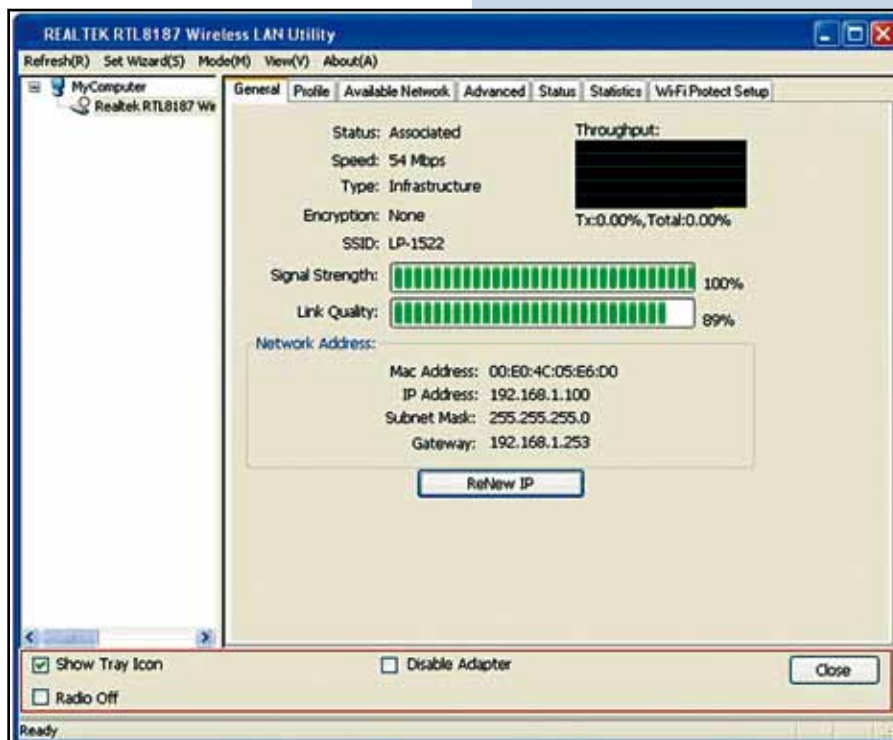 REALTEK RTL8187 Wireless LAN Utility
Refresh(R) Set Wizard(S) Mode(M) View(V) About(A)
MyComputer
Realtek RTL8187 Wir
General Profile Available Network Advanced Status Statistics Wi-Fi Protect Setup
Status: Associated
Throughput:
Speed: 54 Mbps
Type: Infrastructure
Encryption: None
Tx:0.00%,Total:0.00%
SSID: LP-1522
Signal Strength: 100%
Link Quality: 89%
Network Address:
Mac Address: 00:E0:4C:05:E6:D0
IP Address: 192.168.1.100
Subnet Mask: 255.255.255.0
Gateway: 192.168.1.253
ReNew IP
Show Tray Icon
Disable Adapter
Close
Radio Off
Ready